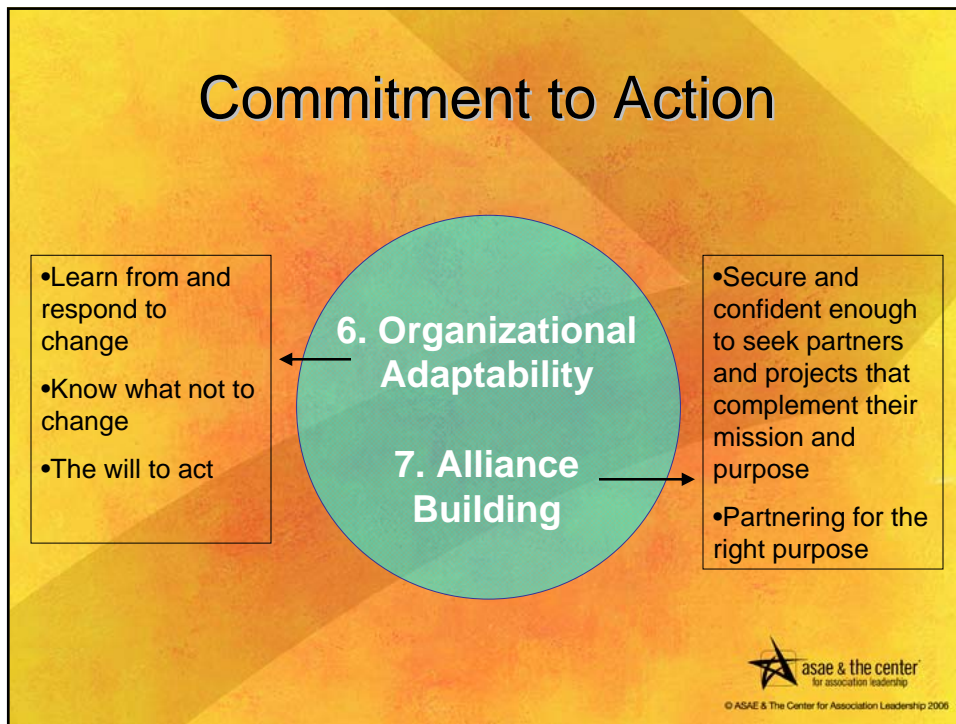 Commitment to Action
•Learn from and
respond to
change
•Know what not to
change
•The will to act
6. Organizational
Adaptability
7. Alliance
Building
•Secure and
confident enough
to seek partners
and projects that
complement their
mission and
purpose
•Partnering for the
right purpose
asae & the center
for association leadership
© ASAE & The Center for Association Leadership 2006